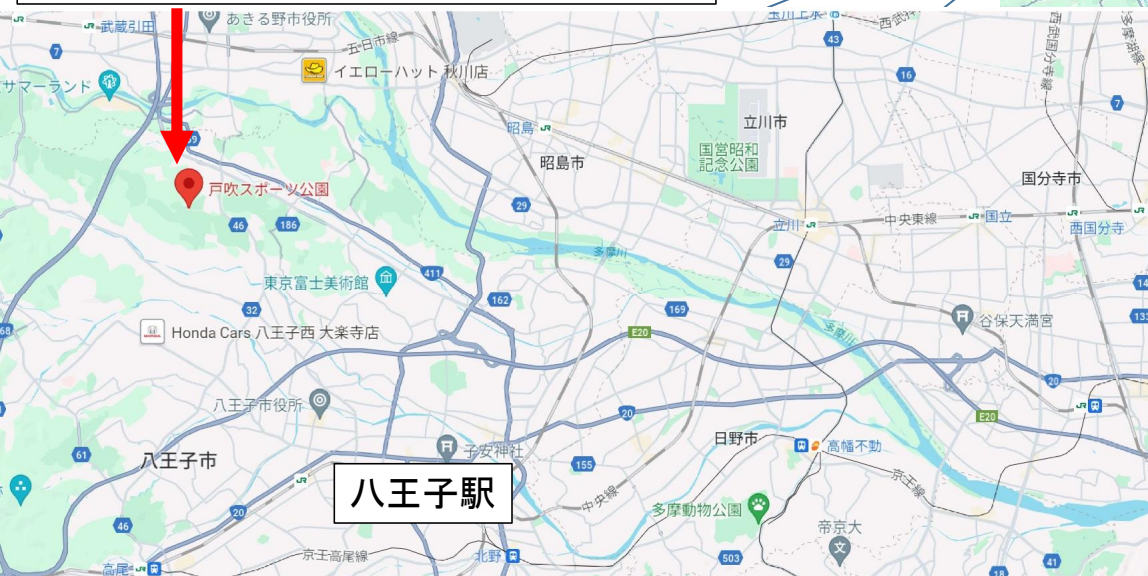 武蔵引田
あきる野市役所
玉川上水
43
西武国分寺線
7
五日市線
イエローハット 秋川店
16
サマーランド
7
立川市
昭島
国営昭和
記念公園
昭島市
国分寺市
戸吹スポーツ公園
29
中央東線
国立
46
186
立川
西国分寺
多摩川
29
東京富士美術館
411
162
169
32
谷保天満宮
E20
多摩川
Honda Cars 八王子西 大楽寺店
20
八王子市役所
20
E20
日野市
高幡不動
子安神社
61
八王子市
155
八王子駅
京王線
中央線
多摩動物公園
20
46
帝京大
京王高尾線
北野
503
41
高尾
18